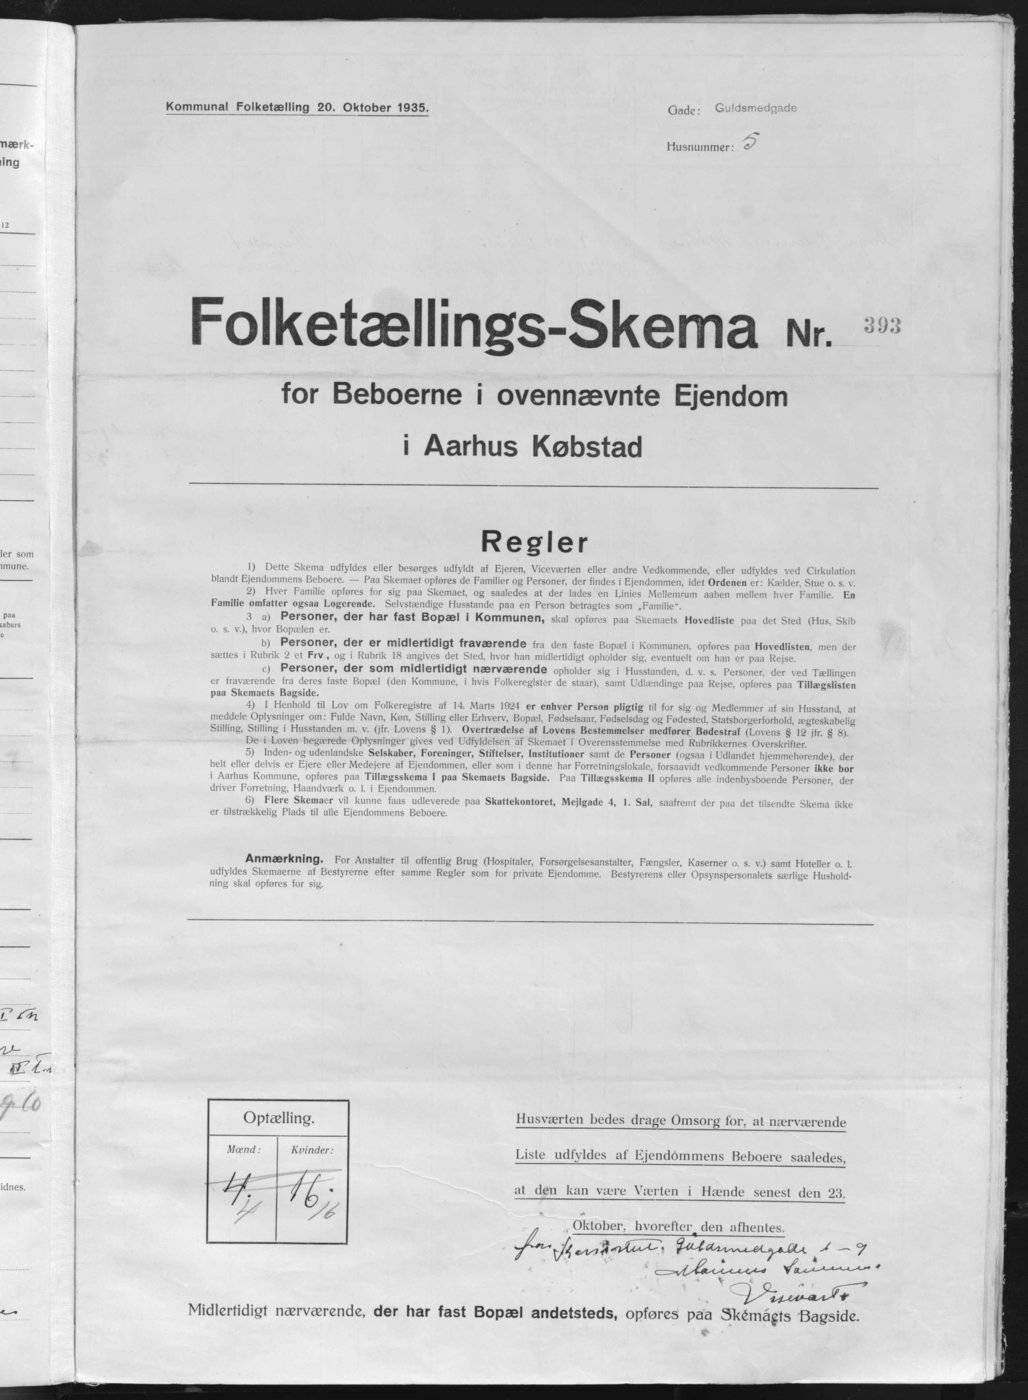 Kommunal Folketælling 20. Oktober 1935.
Gade: Guldsmedgade
Husnummer: 5
Folketællings-Skema Nr. 393
for Beboerne i ovennævnte Ejendom
i Aarhus Købstad
Regler
1) Dette Skema udfyldes eller besørges udfyldt af Ejeren, Viceværten eller andre Vedkommende, eller udfyldes ved Cirkulation
blandt Ejendommens Beboere. — Paa Skemaet opføres de Familier og Personer, der findes i Ejendommen, idet Ordenen er: Kælder, Stue o. s. v.
2) Hver Familie opføres for sig paa Skemaet, og saaledes at der lades en Linies Mellemrum aaben mellem hver Familie. En
Familie omfatter ogsaa Logerende. Selvstændige Husstande paa en Person betragtes som „Familie“.
3 a) Personer, der har fast Bopæl i Kommunen, skal opføres paa Skemaets Hovedliste paa det Sted (Hus, Skib
o. s. v.), hvor Bopælen er.
b) Personer, der er midlertidigt fraværende fra den faste Bopæl i Kommunen, opføres paa Hovedlisten, men der
sættes i Rubrik 2 et Frv., og i Rubrik 18 angives det Sted, hvor han midlertidigt opholder sig, eventuelt om han er paa Rejse.
c) Personer, der som midlertidigt nærværende opholder sig i Husstanden, d. v. s. Personer, der ved Tællingen
er fraværende fra deres faste Bopæl (den Kommune, i hvis Folkeregister de staar), samt Udlændinge paa Rejse, opføres paa Tillægslisten
paa Skemaets Bagside.
4) I Henhold til Lov om Folkeregistre af 14. Marts 1924 er enhver Person pligtig til for sig og Medlemmer af sin Husstand, at
meddele Oplysninger om: Fulde Navn, Køn, Stilling eller Erhverv, Bopæl, Fødselsaar, Fødselsdag og Fødested, Statsborgerforhold, ægteskabelig
Stilling, Stilling i Husstanden m. v. (jfr. Lovens § 1). Overtrædelse af Lovens Bestemmelser medfører Bødestraf (Lovens § 12 jfr. § 8).
De i Loven begærede Oplysninger gives ved Udfyldelsen af Skemaet i Overensstemmelse med Rubrikkernes Overskrifter.
5) Inden- og udenlandske Selskaber, Foreninger, Stiftelser, Institutioner samt de Personer (ogsaa i Udlandet hjemmehørende), der
helt eller delvis er Ejere eller Medejere af Ejendommen, eller som i denne har Forretningslokale, forsaavidt vedkommende Personer ikke bor
i Aarhus Kommune, opføres paa Tillægsskema I paa Skemaets Bagside. Paa Tillægsskema II opføres alle indenbysboende Personer, der
driver Forretning, Haandværk o. l. i Ejendommen.
6) Flere Skemaer vil kunne faas udleverede paa Skattekontoret, Mejlgade 4, 1. Sal, saafremt der paa det tilsendte Skema ikke
er tilstrækkelig Plads til alle Ejendommens Beboere.
Anmærkning. For Anstalter til offentlig Brug (Hospitaler, Forsørgelsesanstalter, Fængsler, Kaserner o. s. v.) samt Hoteller o. l.
udfyldes Skemaerne af Bestyrerne efter samme Regler som for private Ejendomme. Bestyrerens eller Opsynspersonalets særlige Hushold-
ning skal opføres for sig.
Optælling.
Mænd: Kvinder:
4. 16.
4 16
Husværten bedes drage Omsorg for, at nærværende
Liste udfyldes af Ejendommens Beboere saaledes,
at den kan være Værten i Hænde senest den 23.
Oktober, hvorefter den afhentes.
Guldsmedgade 1-9
Vicevært
Midlertidigt nærværende, der har fast Bopæl andetsteds, opføres paa Skemaets Bagside.